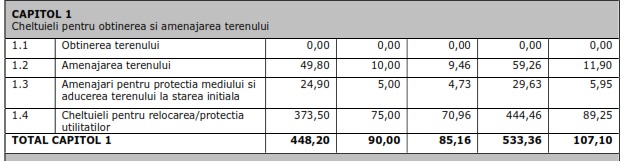 CAPITOL 1
Cheltuieli pentru obtinerea si amenajarea terenului
1.1 Obtinerea terenului 0,00 0,00 0,00 0,00 0,00
1.2 Amenajarea terenului 49,80 10,00 9,46 59,26 11,90
1.3 Amenajari pentru protectia mediului si 24,90 5,00 4,73 29,63 5,95
aducerea terenului la starea initiala
1.4 Cheltuieli pentru relocarea/protectia 373,50 75,00 70,96 444,46 89,25
utilitatilor
TOTAL CAPITOL 1 448,20 90,00 85,16 533,36 107,10